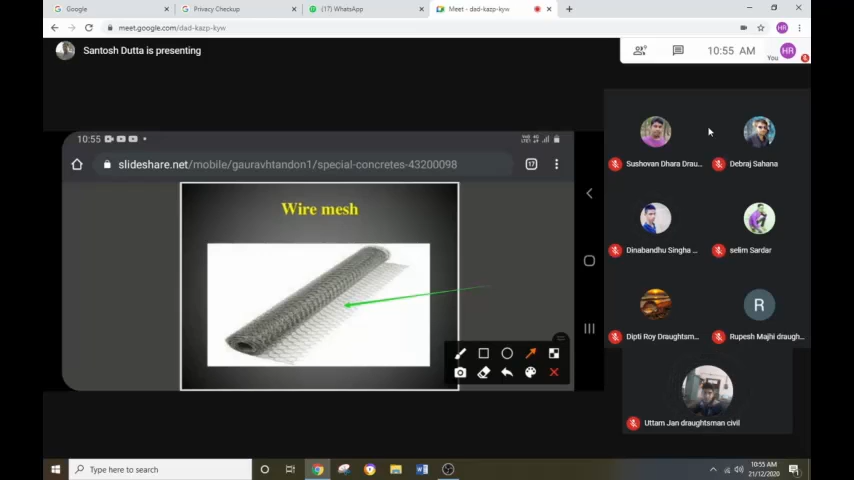 Google
Privacy Checkup
(17) WhatsApp
Meet - dad-kazp-kyw
meet.google.com/dad-kazp-kyw
HR
Santosh Dutta is presenting
10:55 AM
You
HR
10:55
slideshare.net/mobile/gauravhtandon1/special-concretes-43200098
17
Wire mesh
Sushovan Dhara Drau...
Debraj Sahana
Dinabandhu Singha ...
selim Sardar
R
Dipti Roy Draughtsm...
Rupesh Majhi draugh...
Uttam Jan draughtsman civil
Type here to search
10:55 AM
21/12/2020